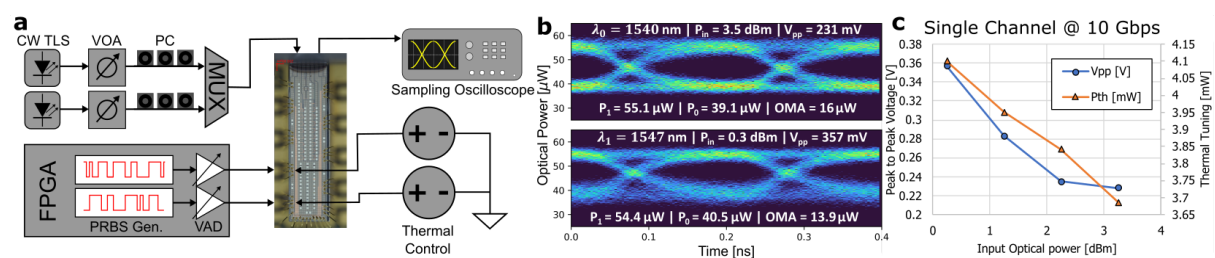 a
CW TLS
VOA
PC
MUX
Sampling Oscilloscope
FPGA
PRBS Gen.
VAD
Thermal
Control
b
λ₀ = 1540 nm | Pᵢₙ = 3.5 dBm | Vₚₚ = 231 mV
P₁ = 55.1 µW | P₀ = 39.1 µW | OMA = 16 µW
λ₁ = 1547 nm | Pᵢₙ = 0.3 dBm | Vₚₚ = 357 mV
P₁ = 54.4 µW | P₀ = 40.5 µW | OMA = 13.9 µW
Optical Power [µW]
50
40
30
50
40
30
0.0
0.1
0.2
0.3
0.4
Time [ns]
c
Single Channel @ 10 Gbps
Vpp [V]
Pth [mW]
Peak to Peak Voltage [V]
0.38
0.36
0.34
0.32
0.3
0.28
0.26
0.24
0.22
0.2
Thermal Tuning [mW]
4.15
4.1
4.05
4
3.95
3.9
3.85
3.8
3.75
3.7
3.65
0
1
2
3
4
Input Optical power [dBm]